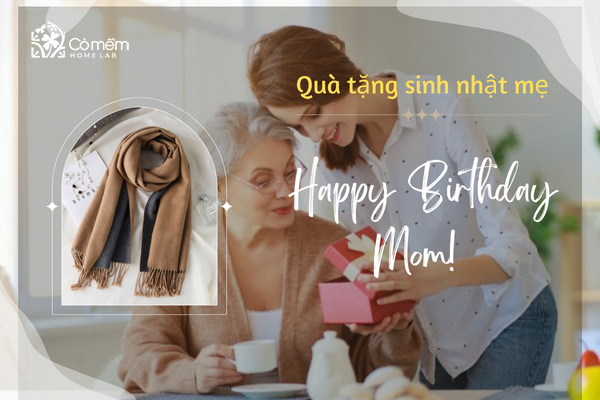 Cỏ mềm
HOME LAB
Quà tặng sinh nhật mẹ
Happy Birthday
Mom!